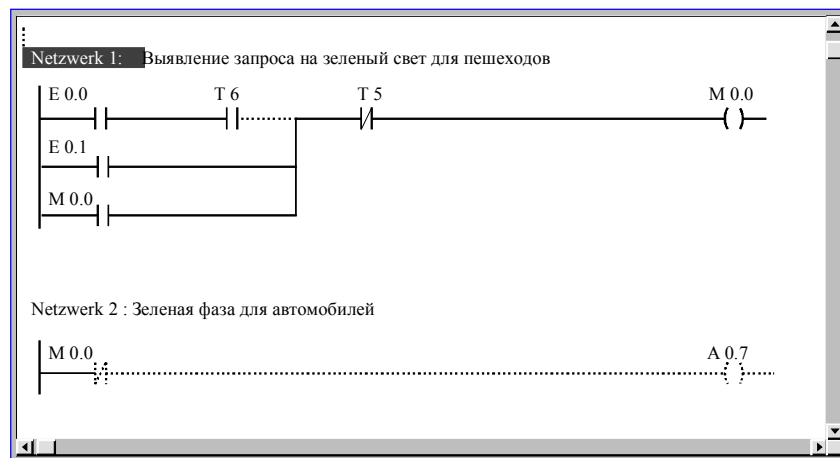 Netzwerk 1: Выявление запроса на зеленый свет для пешеходов
E 0.0 T 6 T 5 M 0.0
E 0.1
M 0.0
Netzwerk 2 : Зеленая фаза для автомобилей
M 0.0 A 0.7